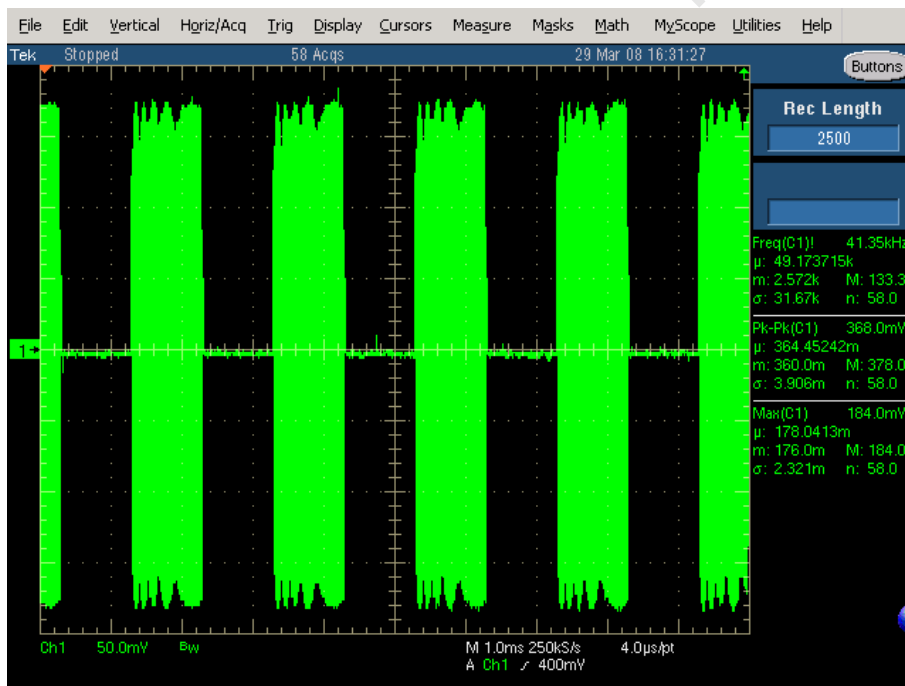 File Edit Vertical Horiz/Acq Trig Display Cursors Measure Masks Math MyScope Utilities Help
Tek Stopped 58 Acqs 29 Mar 08 16:31:27
Buttons
Rec Length
2500
Freq(C1)! 41.35kHz
µ: 49.173715k
m: 2.572k M: 133.3
σ: 31.67k n: 58.0
Pk-Pk(C1) 368.0mV
µ: 364.45242m
m: 360.0m M: 378.0
σ: 3.906m n: 58.0
Max(C1) 184.0mV
µ: 178.0413m
m: 176.0m M: 184.0
σ: 2.321m n: 58.0
1
Ch1 50.0mV Bw M 1.0ms 250kS/s 4.0µs/pt
A Ch1 / 400mV